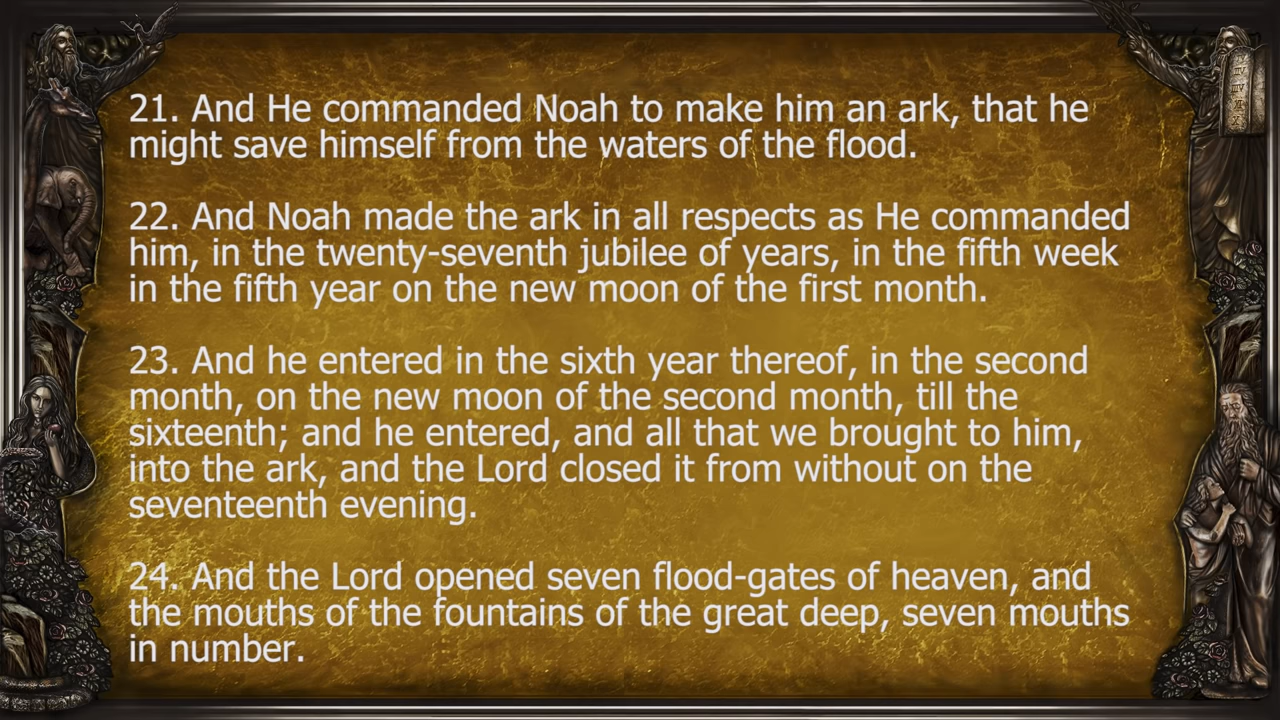 21. And He commanded Noah to make him an ark, that he
might save himself from the waters of the flood.
22. And Noah made the ark in all respects as He commanded
him, in the twenty-seventh jubilee of years, in the fifth week
in the fifth year on the new moon of the first month.
23. And he entered in the sixth year thereof, in the second
month, on the new moon of the second month, till the
sixteenth; and he entered, and all that we brought to him,
into the ark, and the Lord closed it from without on the
seventeenth evening.
24. And the Lord opened seven flood-gates of heaven, and
the mouths of the fountains of the great deep, seven mouths
in number.